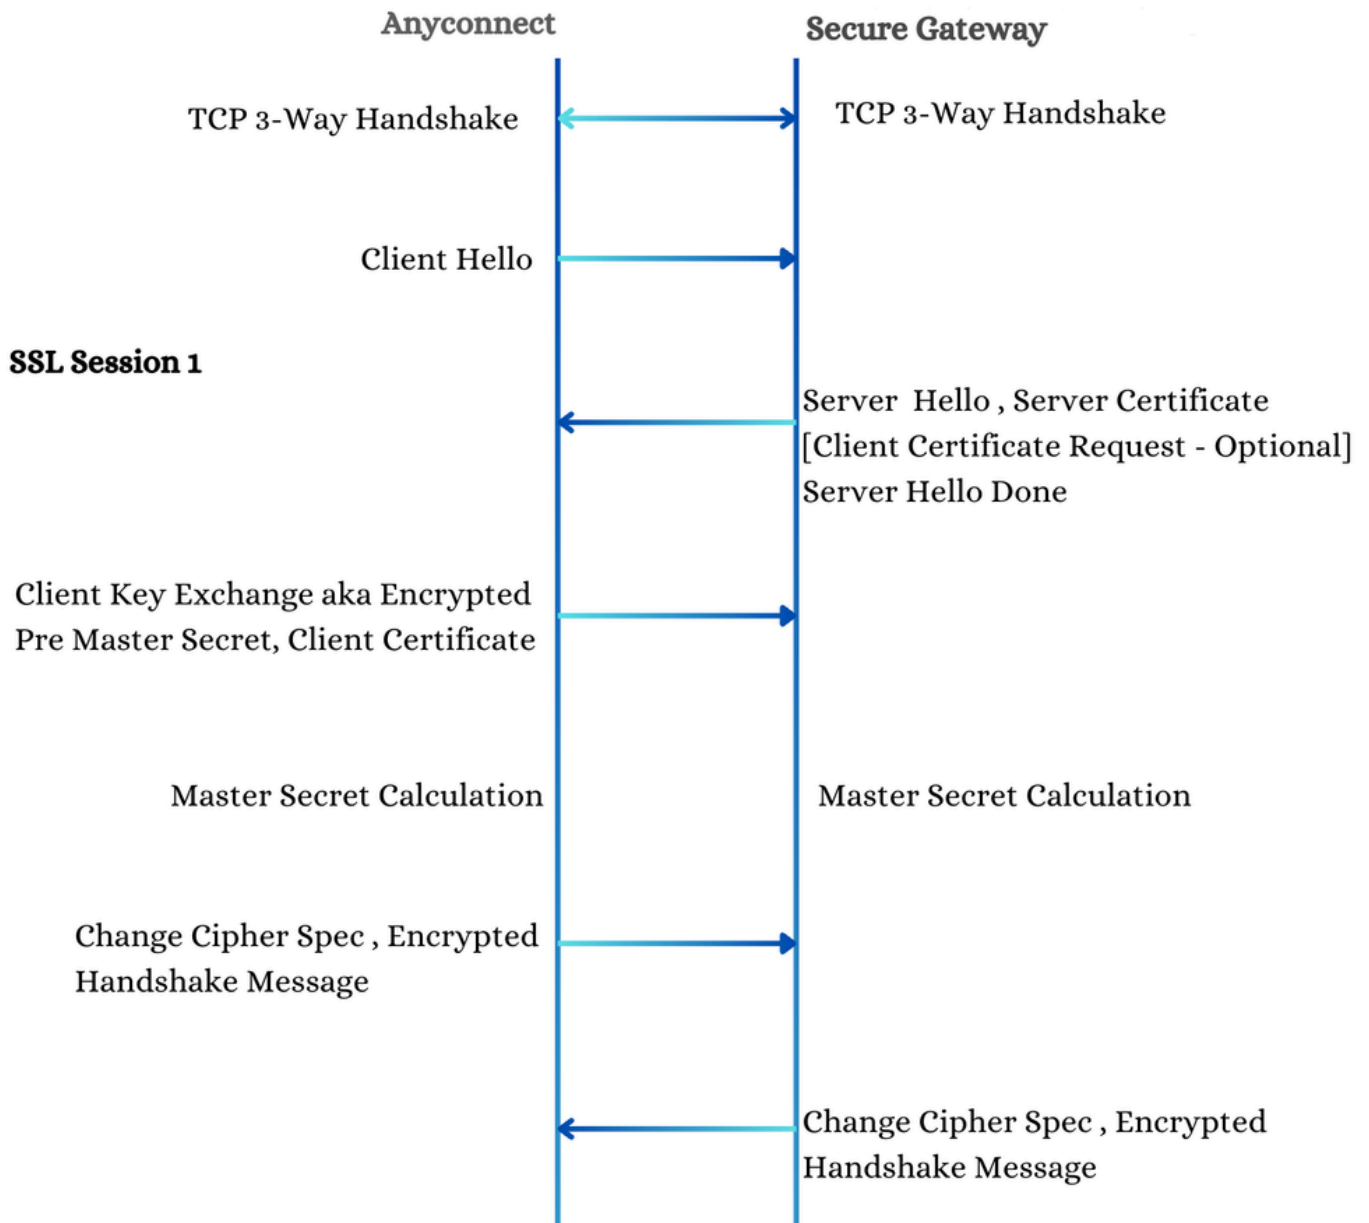 Anyconnect
Secure Gateway
TCP 3-Way Handshake
TCP 3-Way Handshake
Client Hello
SSL Session 1
Server Hello , Server Certificate
[Client Certificate Request - Optional]
Server Hello Done
Client Key Exchange aka Encrypted
Pre Master Secret, Client Certificate
Master Secret Calculation
Master Secret Calculation
Change Cipher Spec , Encrypted
Handshake Message
Change Cipher Spec , Encrypted
Handshake Message